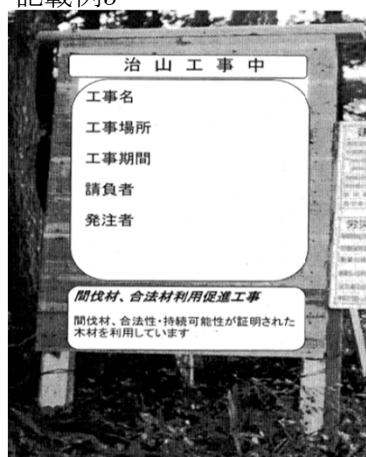 記載例3
治山工事中
工事名
工事場所
工事期間
請負者
発注者
間伐材、合法材利用促進工事
間伐材、合法性・持続可能性が証明された
木材を利用しています